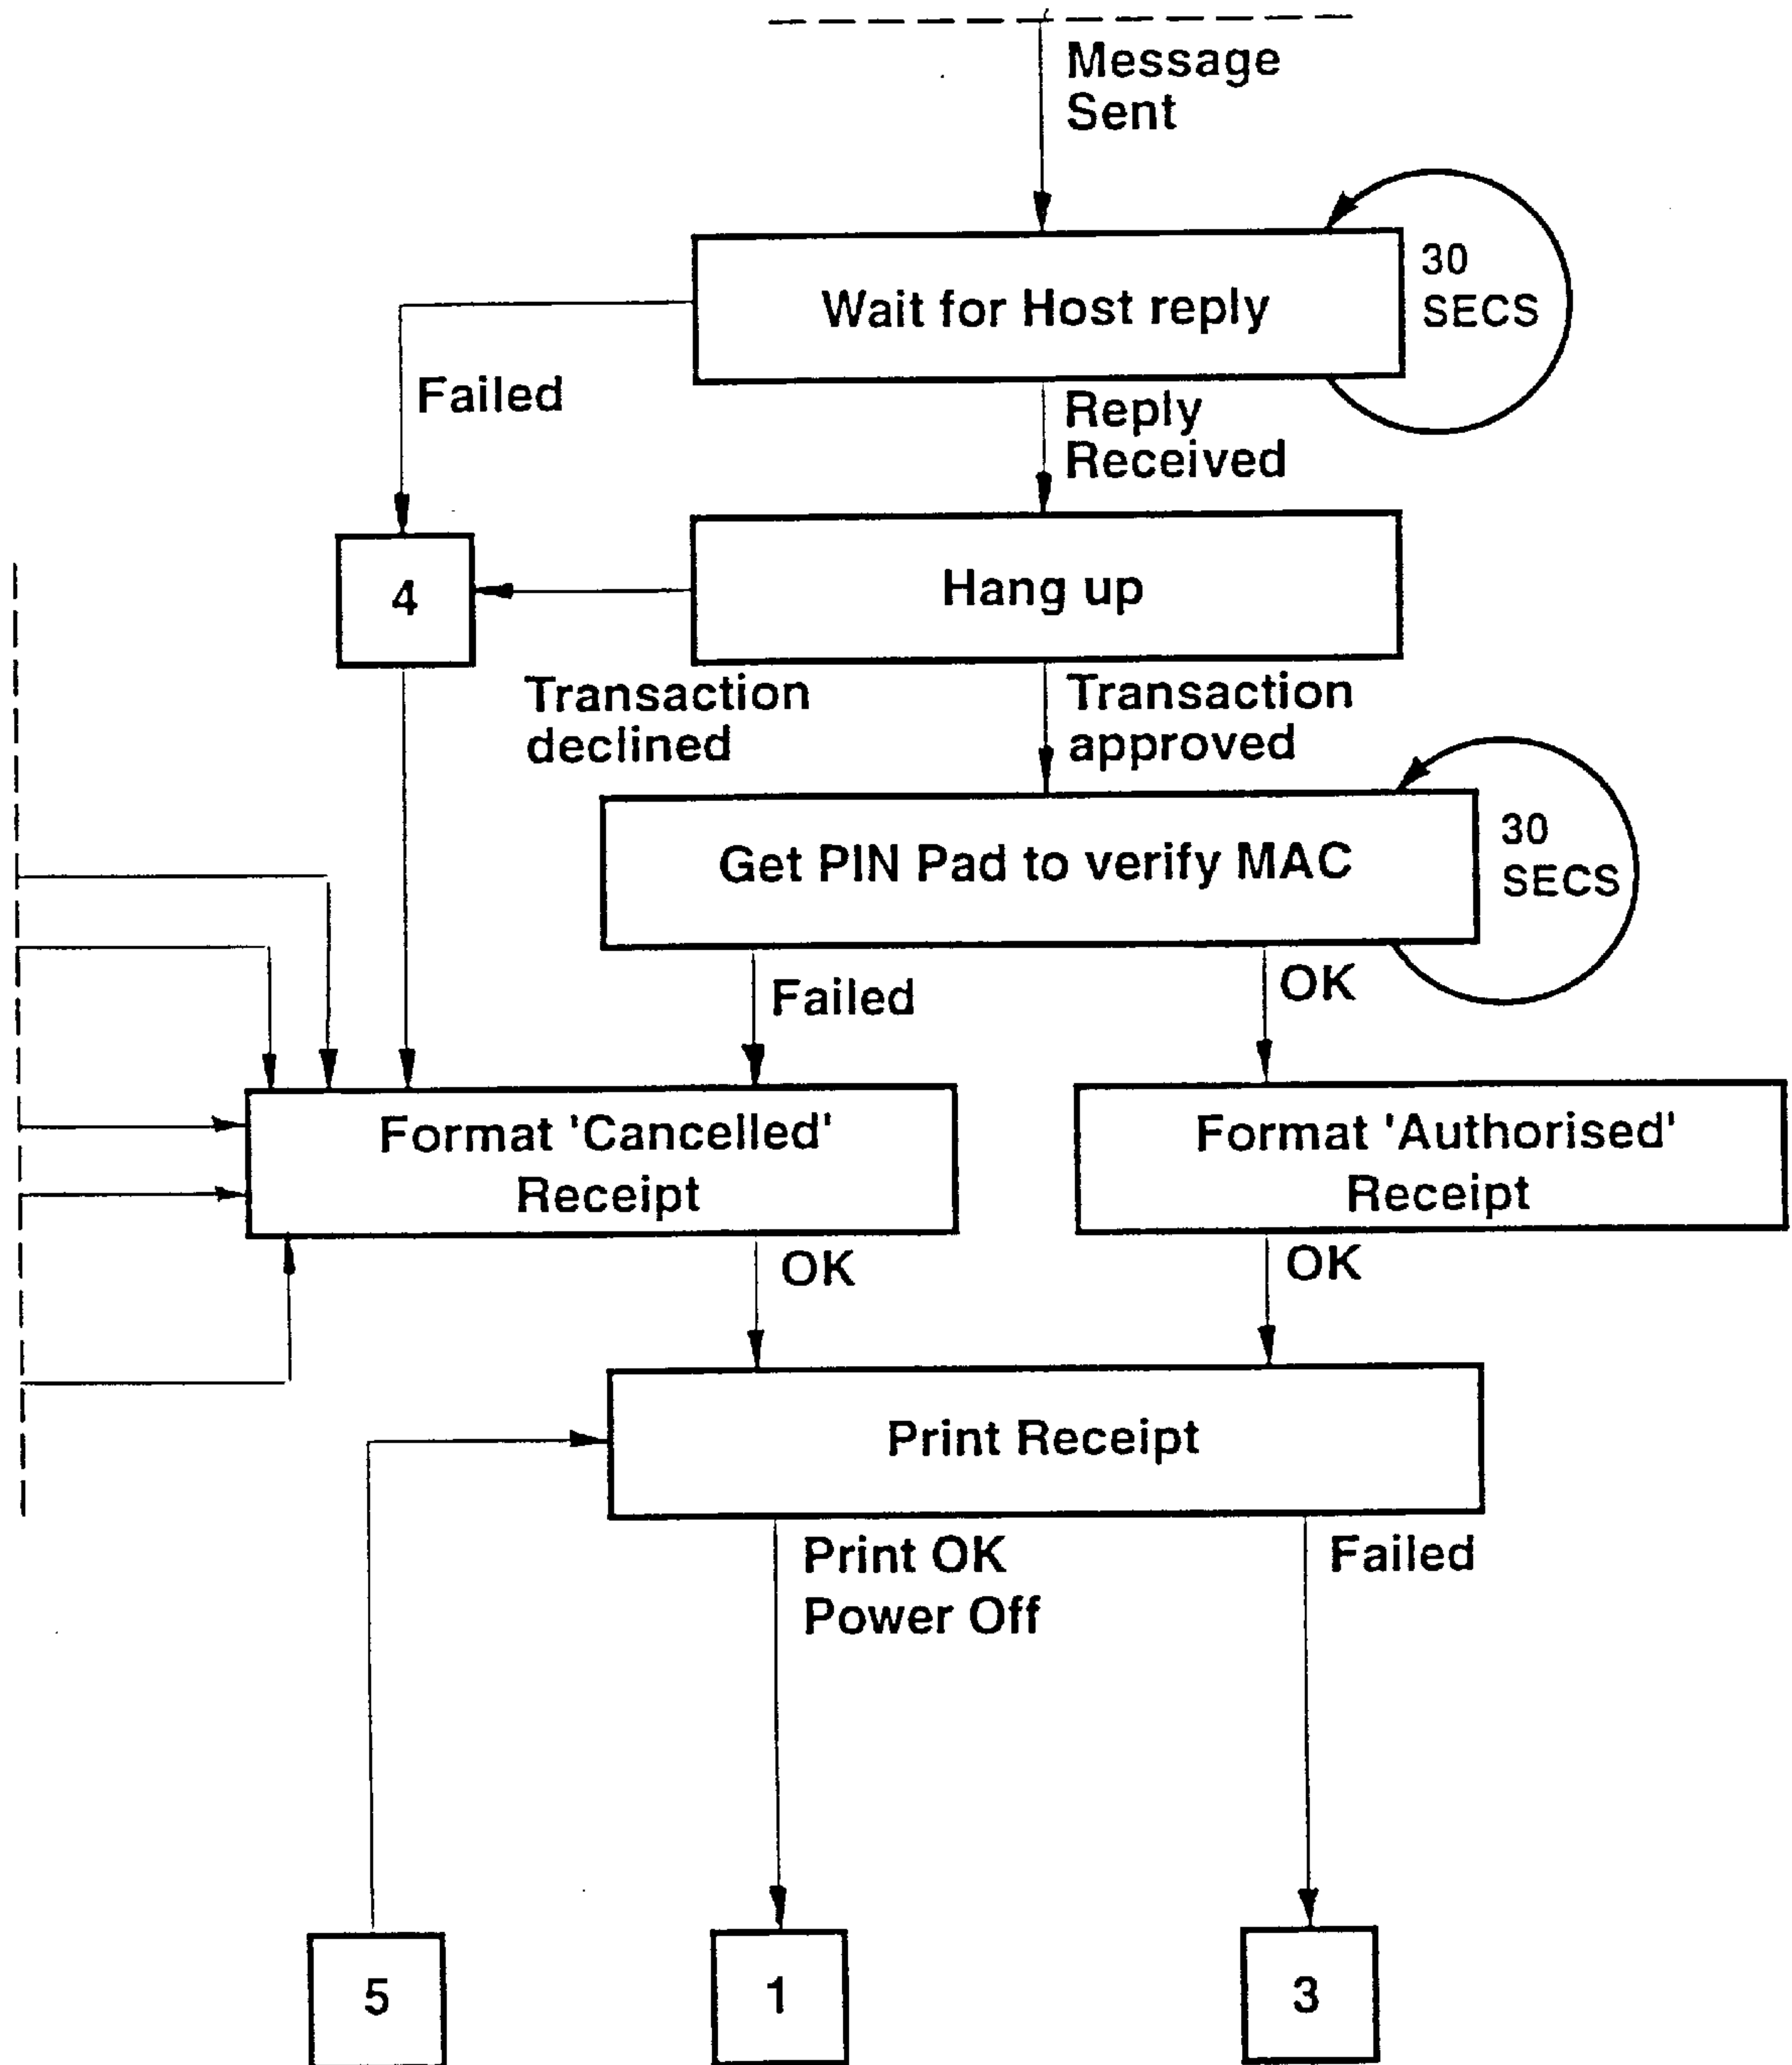 Message
Sent
30
SECS
Wait for Host reply
Failed
Reply
Received
4
Hang up
Transaction
declined
Transaction
approved
Get PIN Pad to verify MAC
30
SECS
Failed
OK
Format 'Cancelled'
Receipt
Format 'Authorised'
Receipt
OK
OK
Print Receipt
Print OK
Power Off
Failed
5
1
3